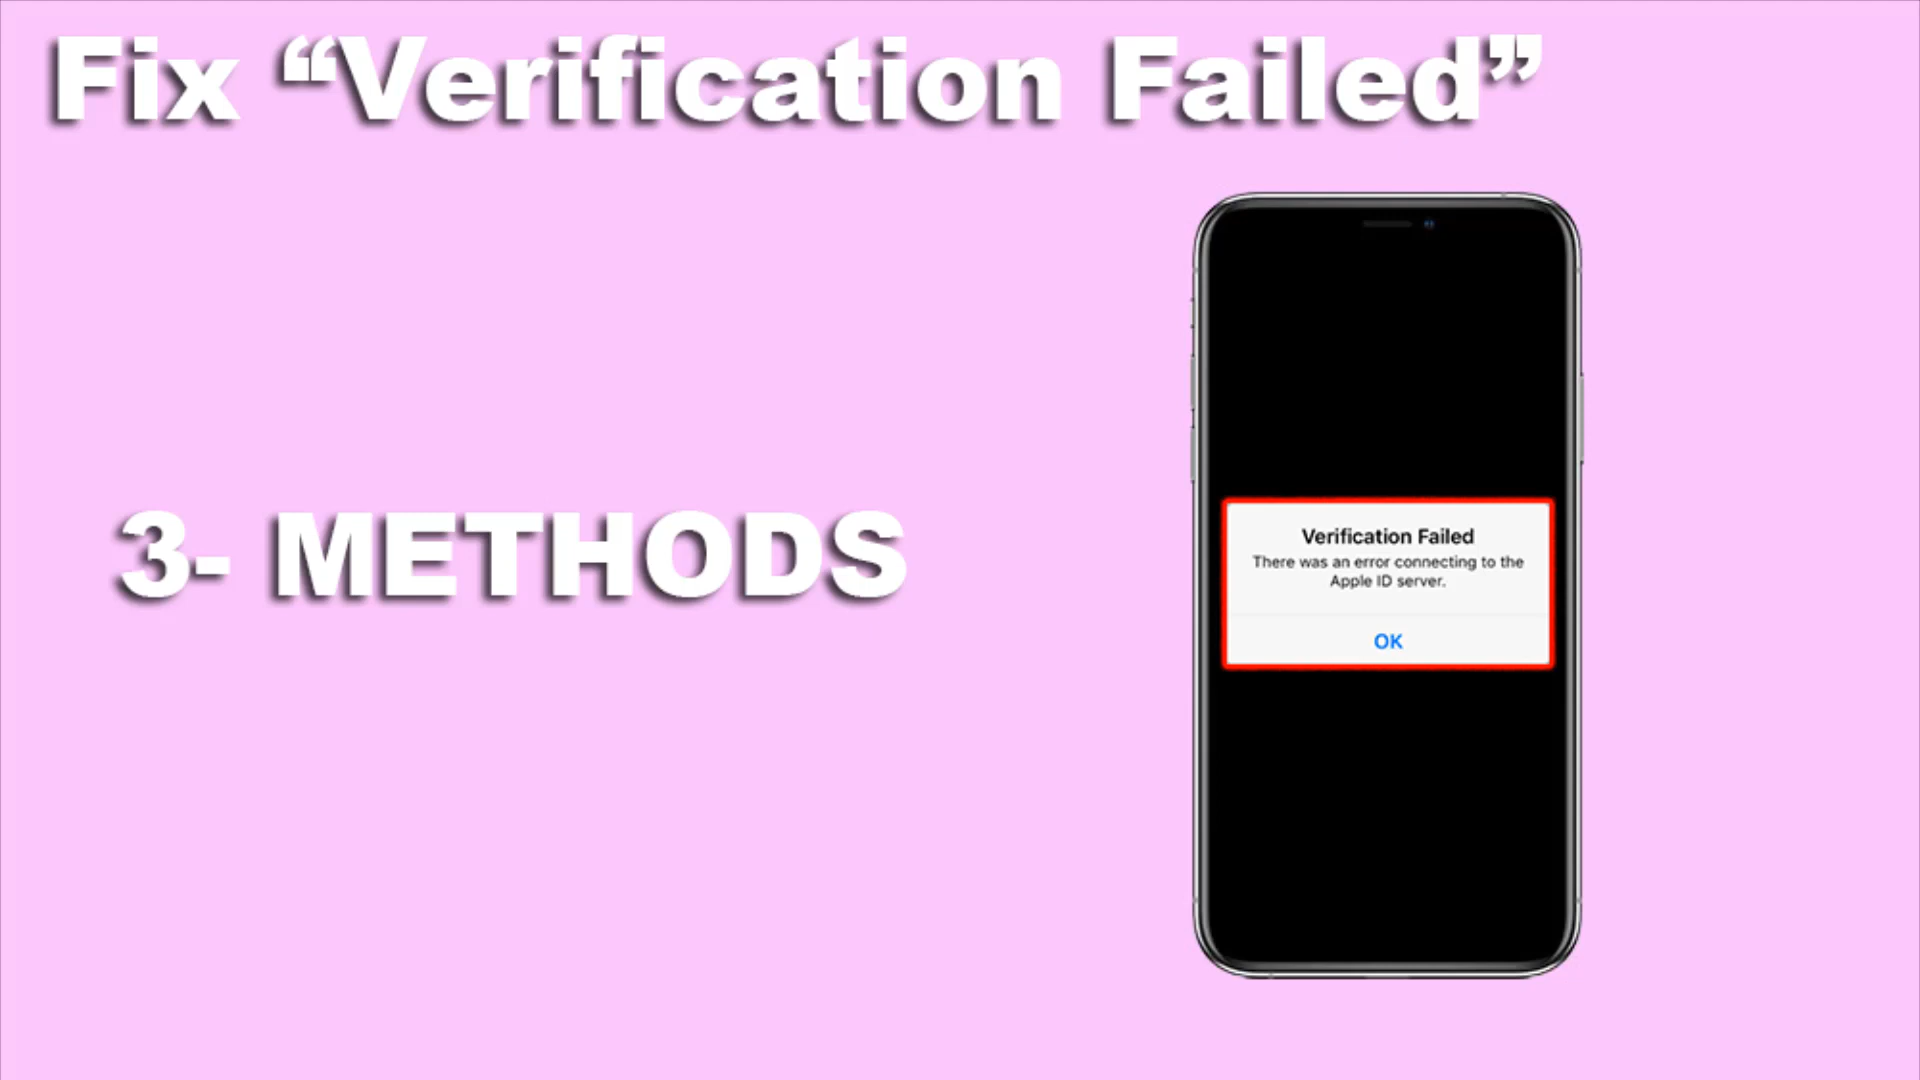 Fix “Verification Failed”
3- METHODS
Verification Failed
There was an error connecting to the
Apple ID server.
OK